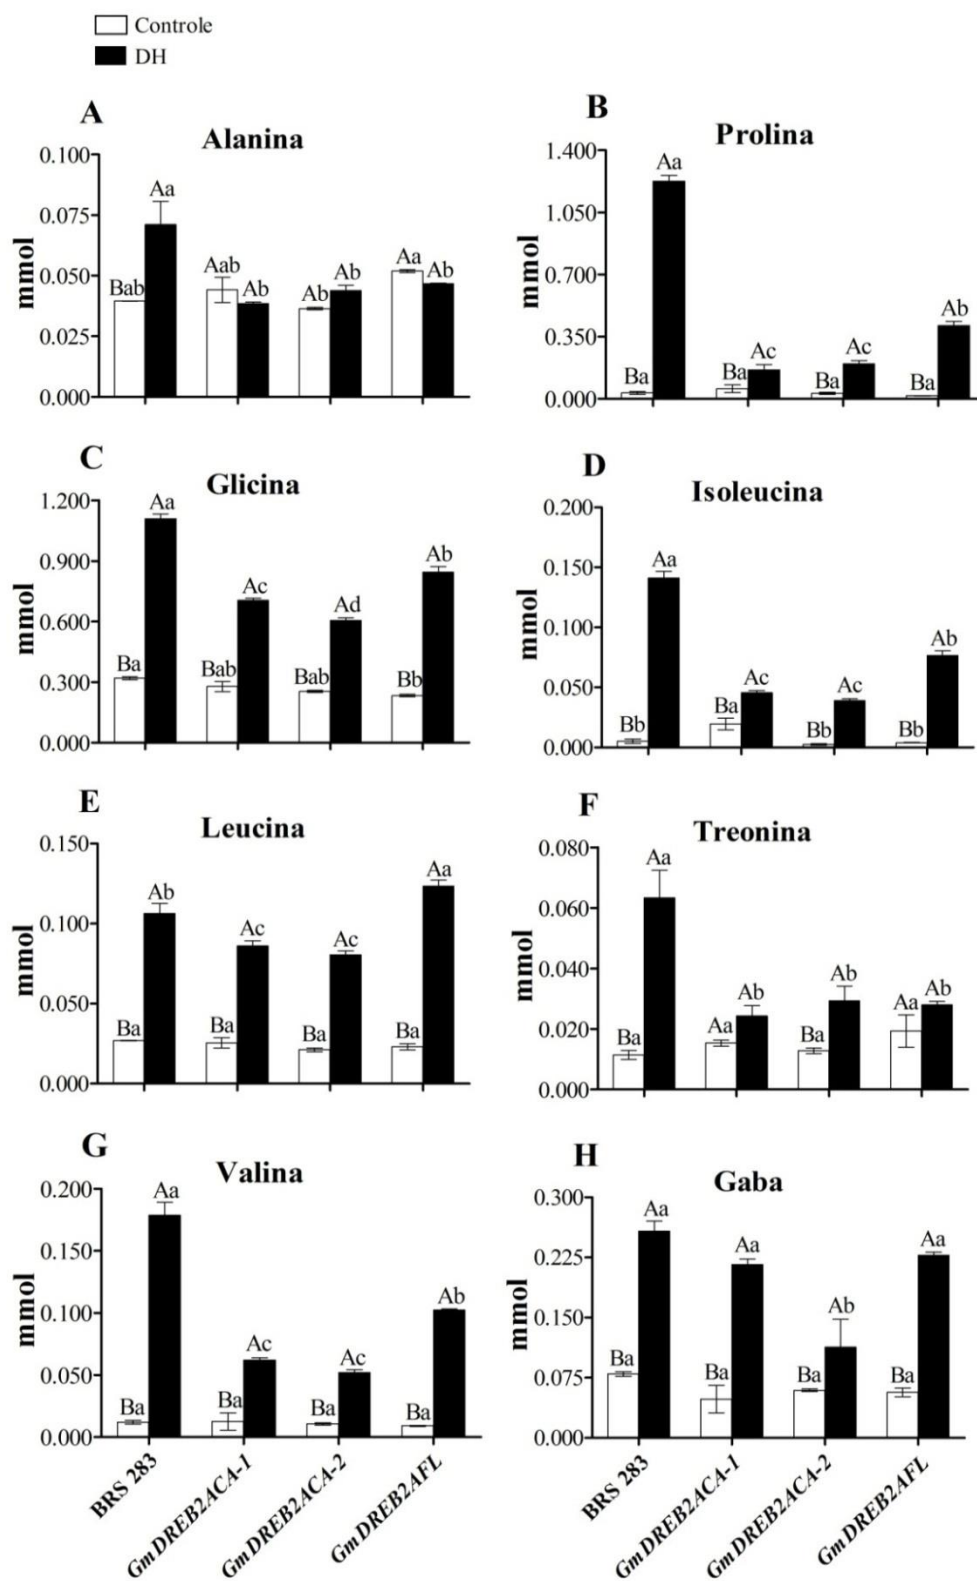 Controle
DH
A
Alanina
mmol
0.100
0.075
0.050
0.025
0.000
Bab
Aa
Aab
Ab
Ab
Ab
Aa
Ab
B
Prolina
mmol
1.400
1.050
0.700
0.350
0.000
Ba
Aa
Ba
Ac
Ba
Ac
Ba
Ab
C
Glicina
mmol
1.200
0.900
0.600
0.300
0.000
Ba
Aa
Bab
Ac
Bab
Ad
Bb
Ab
D
Isoleucina
mmol
0.200
0.150
0.100
0.050
0.000
Bb
Aa
Ba
Ac
Bb
Ac
Bb
Ab
E
Leucina
mmol
0.150
0.100
0.050
0.000
Ba
Ab
Ba
Ac
Ba
Ac
Ba
Aa
F
Treonina
mmol
0.080
0.060
0.040
0.020
0.000
Ba
Aa
Aa
Ab
Ba
Ab
Aa
Ab
G
Valina
mmol
0.200
0.150
0.100
0.050
0.000
Ba
Aa
Ba
Ac
Ba
Ac
Ba
Ab
BRS 283
GmDREB2ACA-1
GmDREB2ACA-2
GmDREB2AFL
H
Gaba
mmol
0.300
0.225
0.150
0.075
0.000
Ba
Aa
Ba
Aa
Ba
Ab
Ba
Aa
BRS 283
GmDREB2ACA-1
GmDREB2ACA-2
GmDREB2AFL